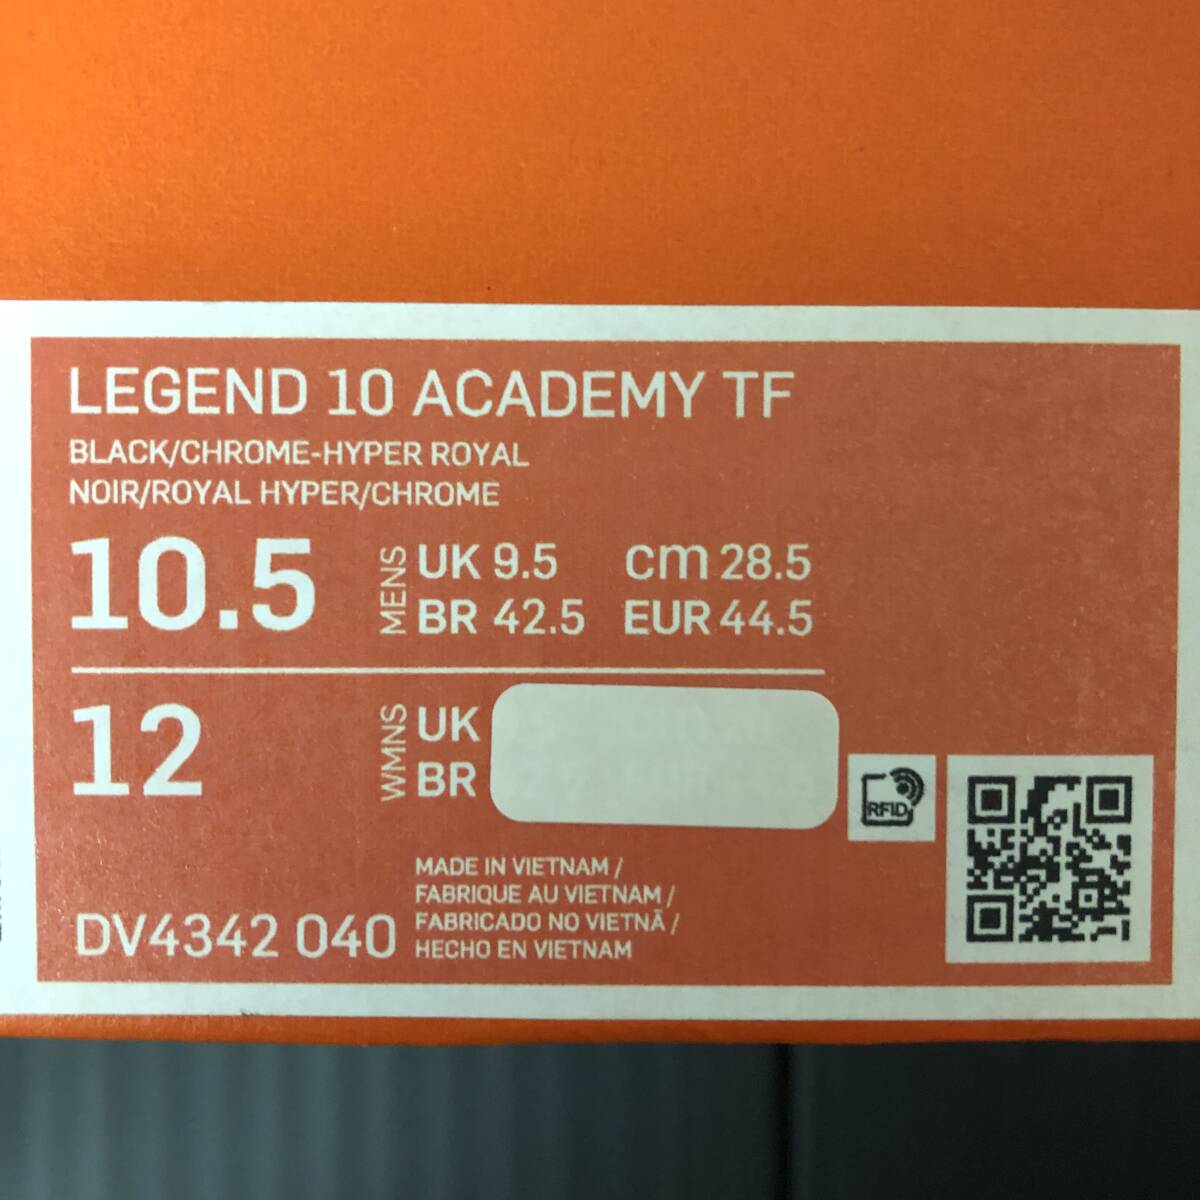 LEGEND 10 ACADEMY TF
BLACK/CHROME-HYPER ROYAL
NOIR/ROYAL HYPER/CHROME
10.5 MENS UK 9.5 cm 28.5
BR 42.5 EUR 44.5
12 WMNS UK
BR
RFID
MADE IN VIETNAM /
FABRIQUE AU VIETNAM /
FABRICADO NO VIETNÃ /
HECHO EN VIETNAM
DV4342 040